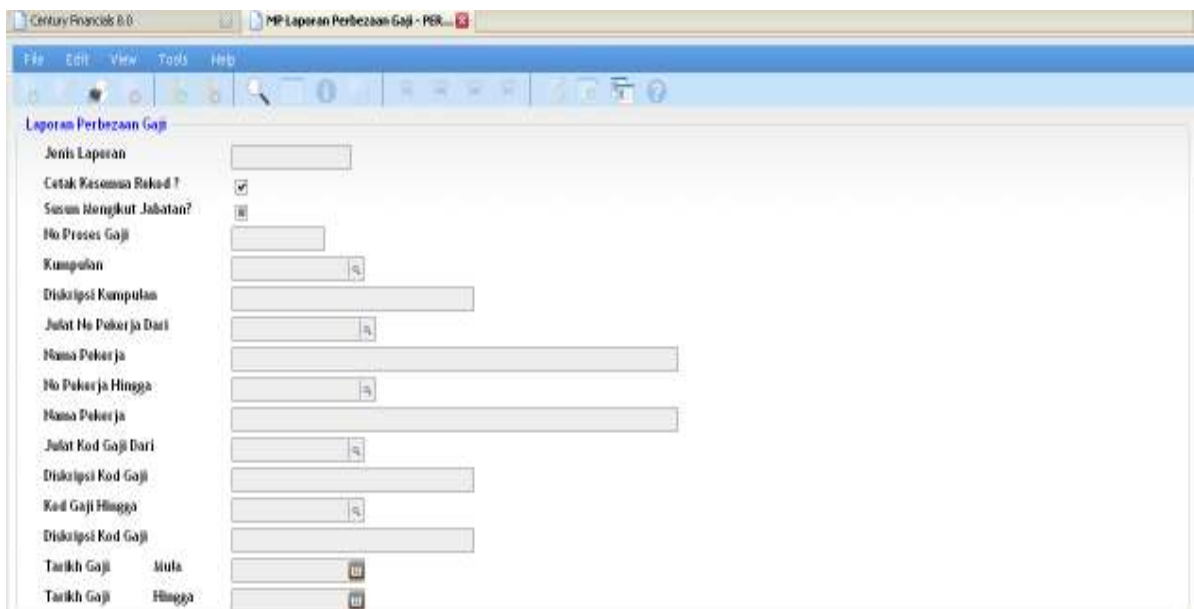 Century Financials 8.0
MP Laporan Perbezaan Gaji - PER...
File Edit View Tools Help
Laporan Perbezaan Gaji
Jenis Laporan
Cetak Kesemua Rekod ?
Susun Mengikut Jabatan?
No Proses Gaji
Kumpulan
Diskripsi Kumpulan
Julat No Pekerja Dari
Nama Pekerja
No Pekerja Hingga
Nama Pekerja
Julat Kod Gaji Dari
Diskripsi Kod Gaji
Kod Gaji Hingga
Diskripsi Kod Gaji
Tarikh Gaji Mula
Tarikh Gaji Hingga